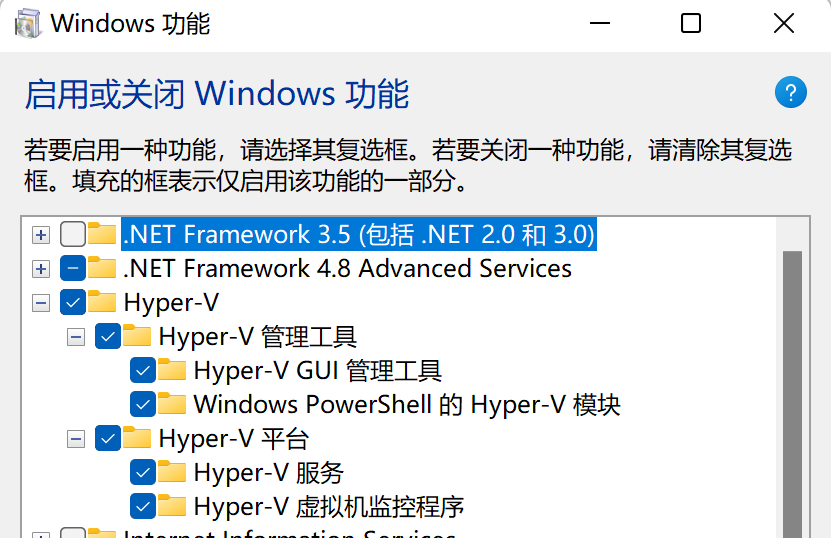 Windows 功能
启用或关闭 Windows 功能
?
若要启用一种功能，请选择其复选框。若要关闭一种功能，请清除其复选
框。填充的框表示仅启用该功能的一部分。
.NET Framework 3.5 (包括 .NET 2.0 和 3.0)
.NET Framework 4.8 Advanced Services
Hyper-V
Hyper-V 管理工具
Hyper-V GUI 管理工具
Windows PowerShell 的 Hyper-V 模块
Hyper-V 平台
Hyper-V 服务
Hyper-V 虚拟机监控程序
Internet Information Services